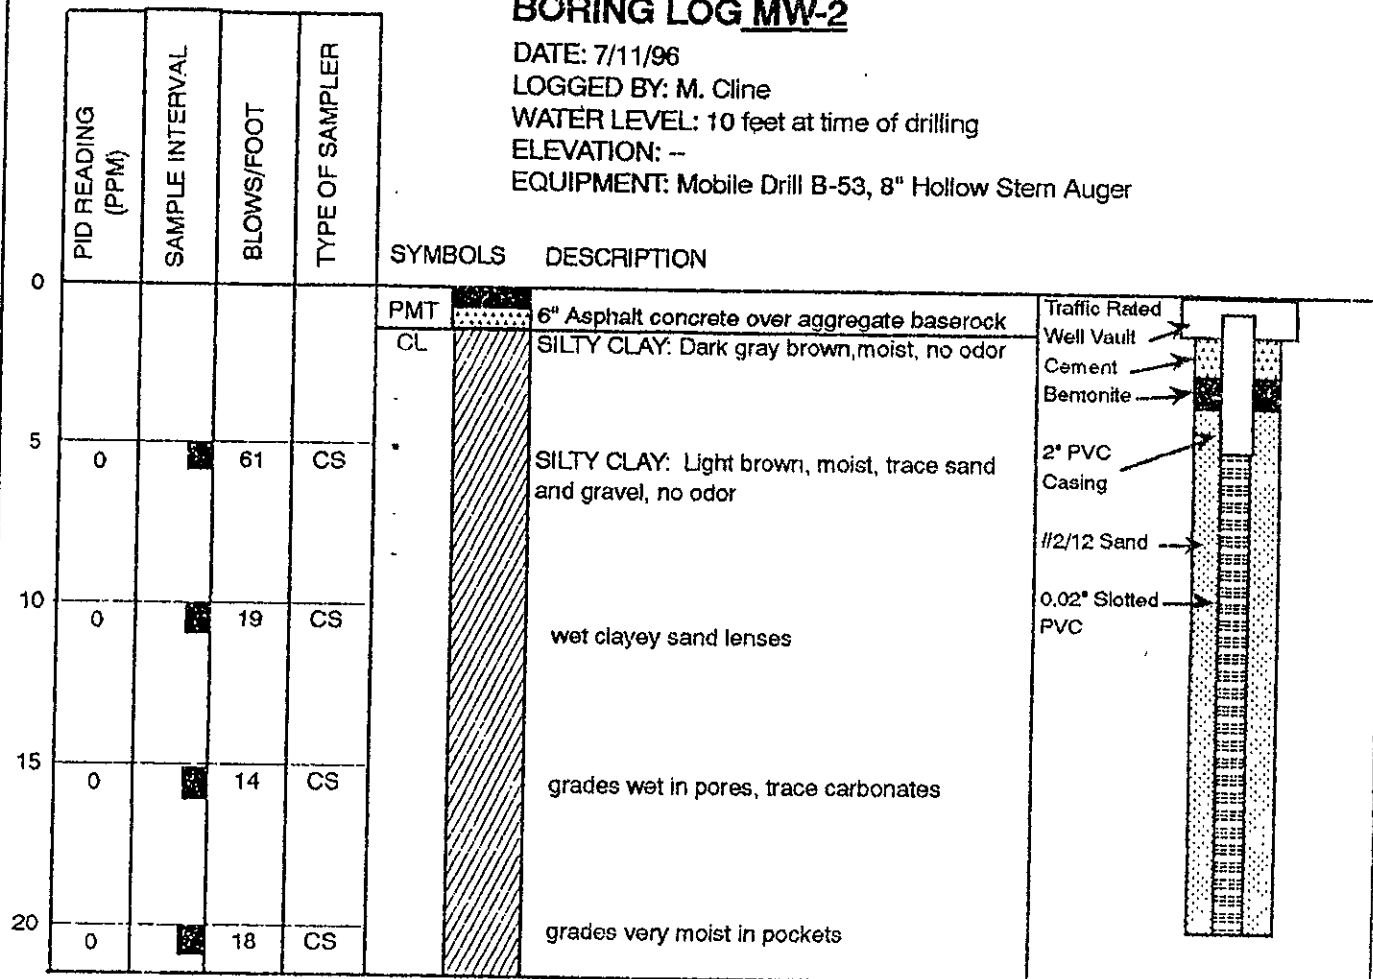 BORING LOG MW-2
DATE: 7/11/96
LOGGED BY: M. Cline
WATER LEVEL: 10 feet at time of drilling
ELEVATION: --
EQUIPMENT: Mobile Drill B-53, 8" Hollow Stem Auger
PID READING
(PPM)
SAMPLE INTERVAL
BLOWS/FOOT
TYPE OF SAMPLER
SYMBOLS DESCRIPTION
0
PMT 6" Asphalt concrete over aggregate baserock
CL SILTY CLAY: Dark gray brown,moist, no odor
Traffic Rated
Well Vault
Cement
Bentonite
5
0 61 CS
SILTY CLAY: Light brown, moist, trace sand
and gravel, no odor
2" PVC
Casing
#2/12 Sand
10
0 19 CS
wet clayey sand lenses
0.02" Slotted
PVC
15
0 14 CS
grades wet in pores, trace carbonates
20
0 18 CS
grades very moist in pockets